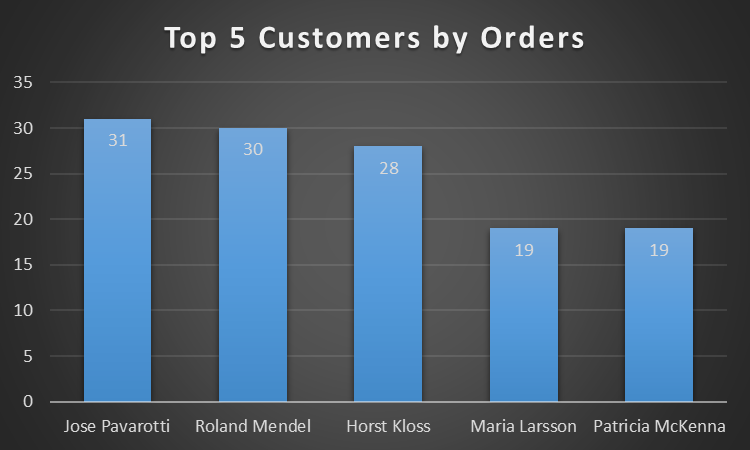 Top 5 Customers by Orders
35
30
25
20
15
10
5
0
31
30
28
19
19
Jose Pavarotti
Roland Mendel
Horst Kloss
Maria Larsson
Patricia McKenna